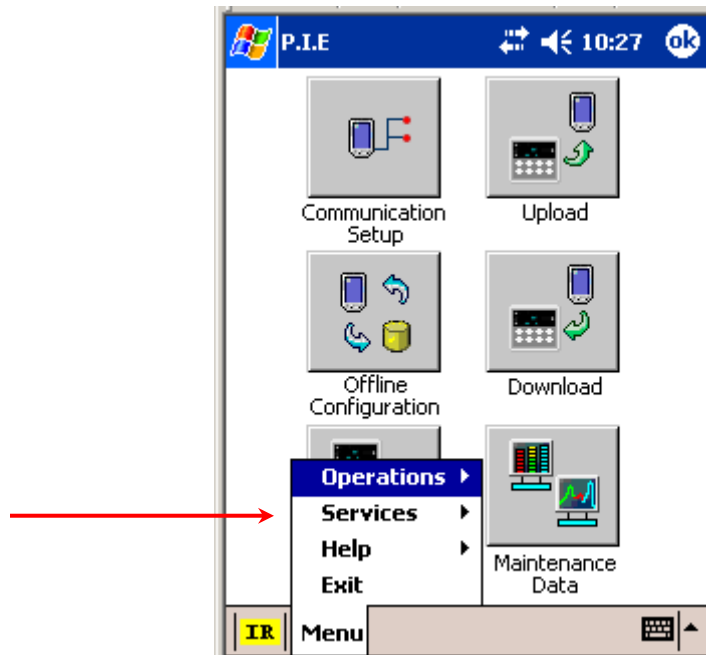 P.I.E 10:27 ok
Communication
Setup
Upload
Offline
Configuration
Download
Operations
Services
Help
Exit
Maintenance
Data
IR Menu